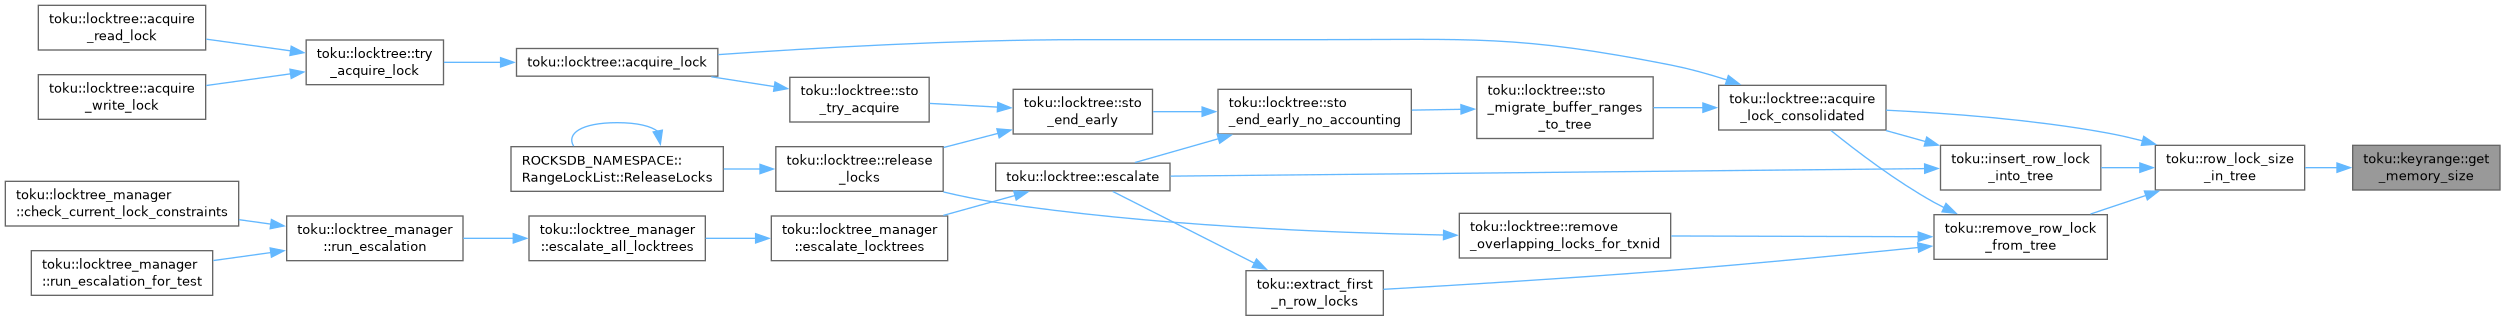 toku::locktree::acquire
_read_lock
toku::locktree::acquire
_write_lock
toku::locktree_manager
::check_current_lock_constraints
toku::locktree_manager
::run_escalation_for_test
toku::locktree::try
_acquire_lock
toku::locktree_manager
::run_escalation
toku::locktree::acquire_lock
ROCKSDB_NAMESPACE::
RangeLockList::ReleaseLocks
toku::locktree_manager
::escalate_all_locktrees
toku::locktree::sto
_try_acquire
toku::locktree::release
_locks
toku::locktree_manager
::escalate_locktrees
toku::locktree::sto
_end_early
toku::locktree::escalate
toku::locktree::sto
_end_early_no_accounting
toku::extract_first
_n_row_locks
toku::locktree::sto
_migrate_buffer_ranges
_to_tree
toku::locktree::remove
_overlapping_locks_for_txnid
toku::locktree::acquire
_lock_consolidated
toku::insert_row_lock
_into_tree
toku::remove_row_lock
_from_tree
toku::row_lock_size
_in_tree
toku::keyrange::get
_memory_size